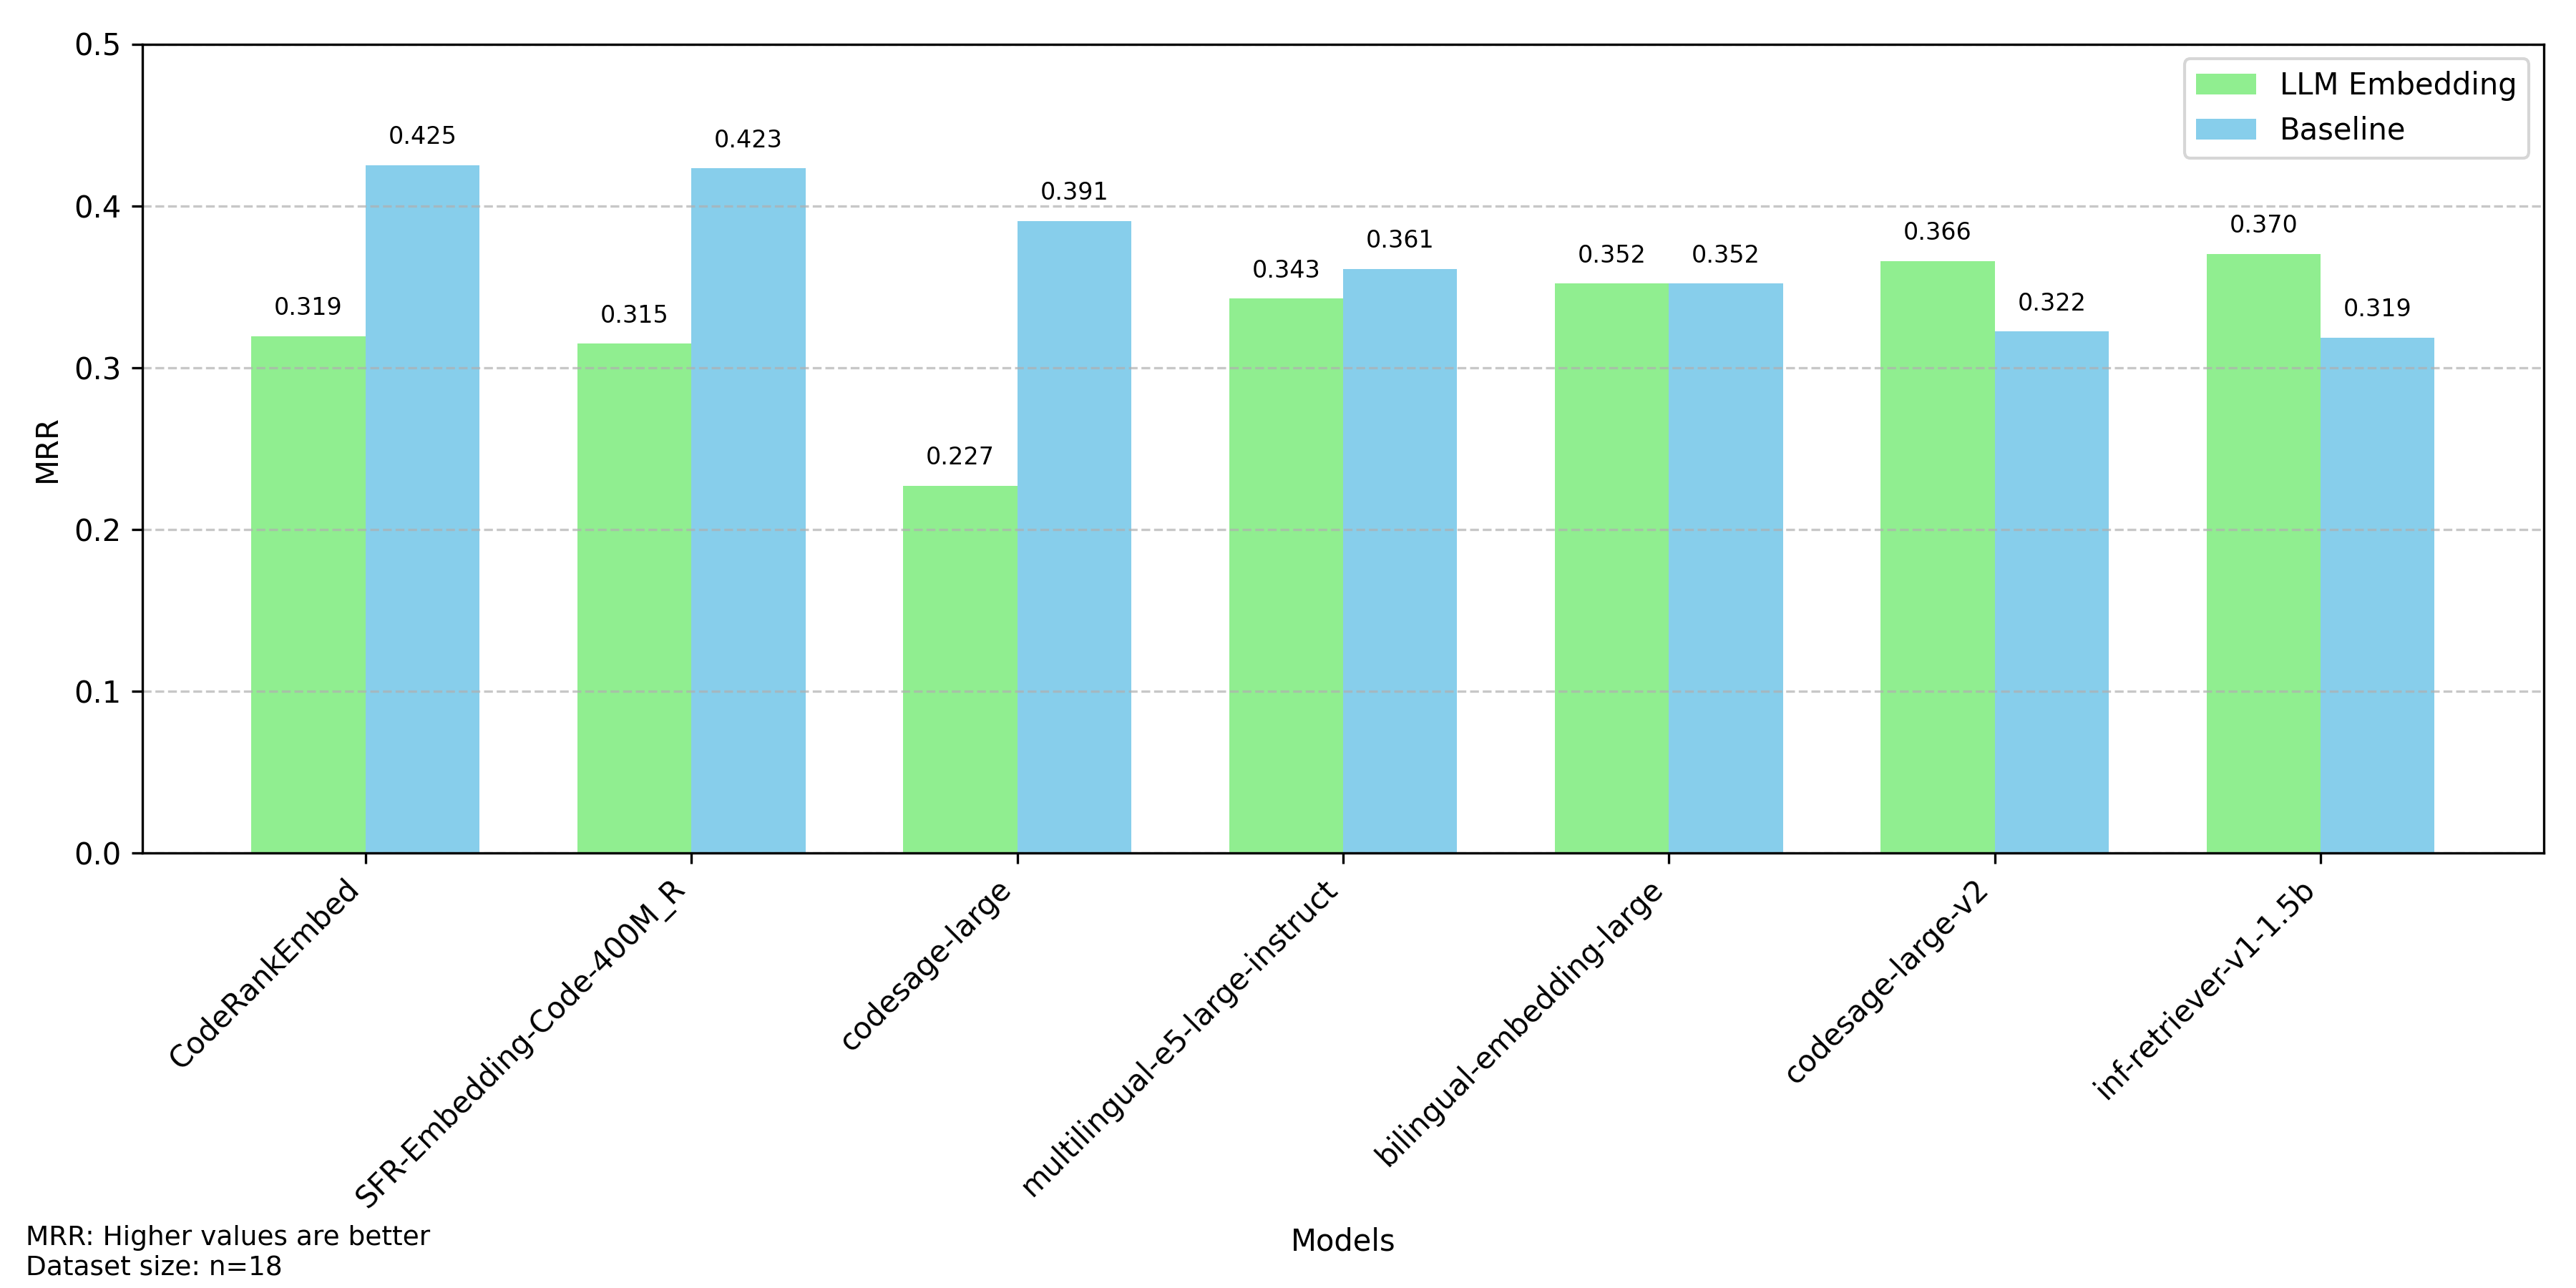 0.5
0.4
0.3
0.2
0.1
0.0
MRR
LLM Embedding
Baseline
0.319
0.425
0.315
0.423
0.227
0.391
0.343
0.361
0.352
0.352
0.366
0.322
0.370
0.319
CodeRankEmbed
SFR-Embedding-Code-400M_R
codesage-large
multilingual-e5-large-instruct
bilingual-embedding-large
codesage-large-v2
inf-retriever-v1-1.5b
Models
MRR: Higher values are better
Dataset size: n=18